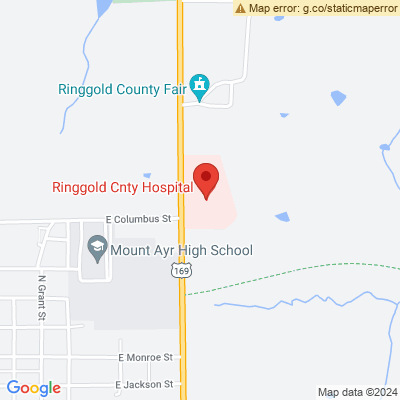 Map error: g.co/staticmaperror
Ringgold County Fair
Ringgold Cnty Hospital
E Columbus St
Mount Ayr High School
169
N Grant St
E Monroe St
E Jackson St
Google
Map data ©2024